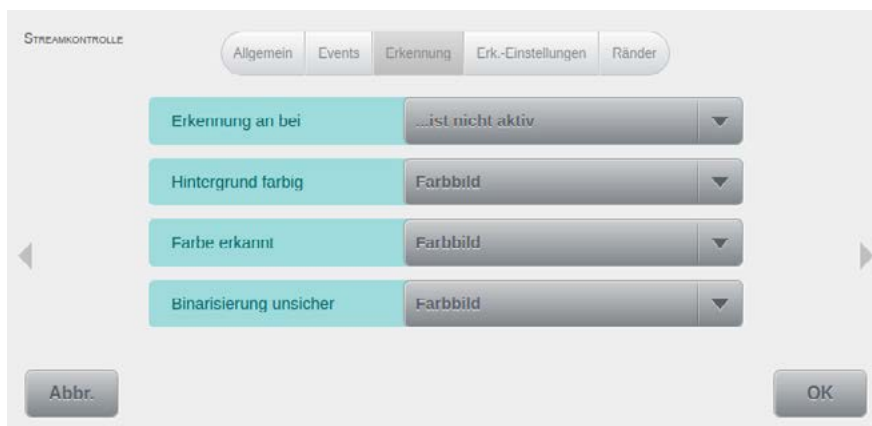 STREAMKONTROLLE
Allgemein Events Erkennung Erk.-Einstellungen Ränder
Erkennung an bei ...ist nicht aktiv
Hintergrund farbig Farbbild
Farbe erkannt Farbbild
Binarisierung unsicher Farbbild
Abbr. OK